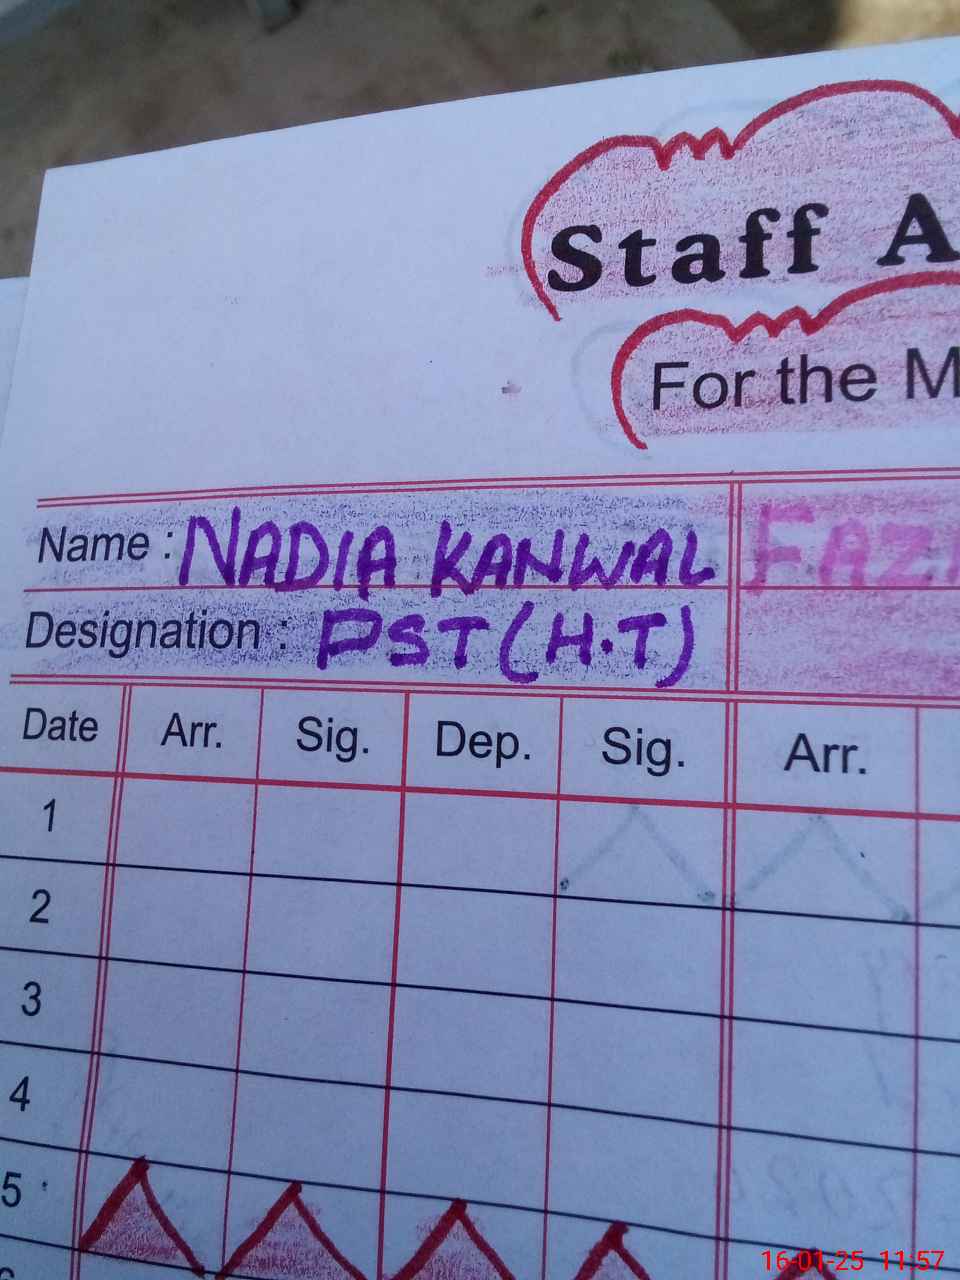 Staff A
For the M
Name : NADIA KANWAL FAZ
Designation : PST (H.T)
Date Arr. Sig. Dep. Sig. Arr.
1
2
3
4
5
16-01-25 11:57